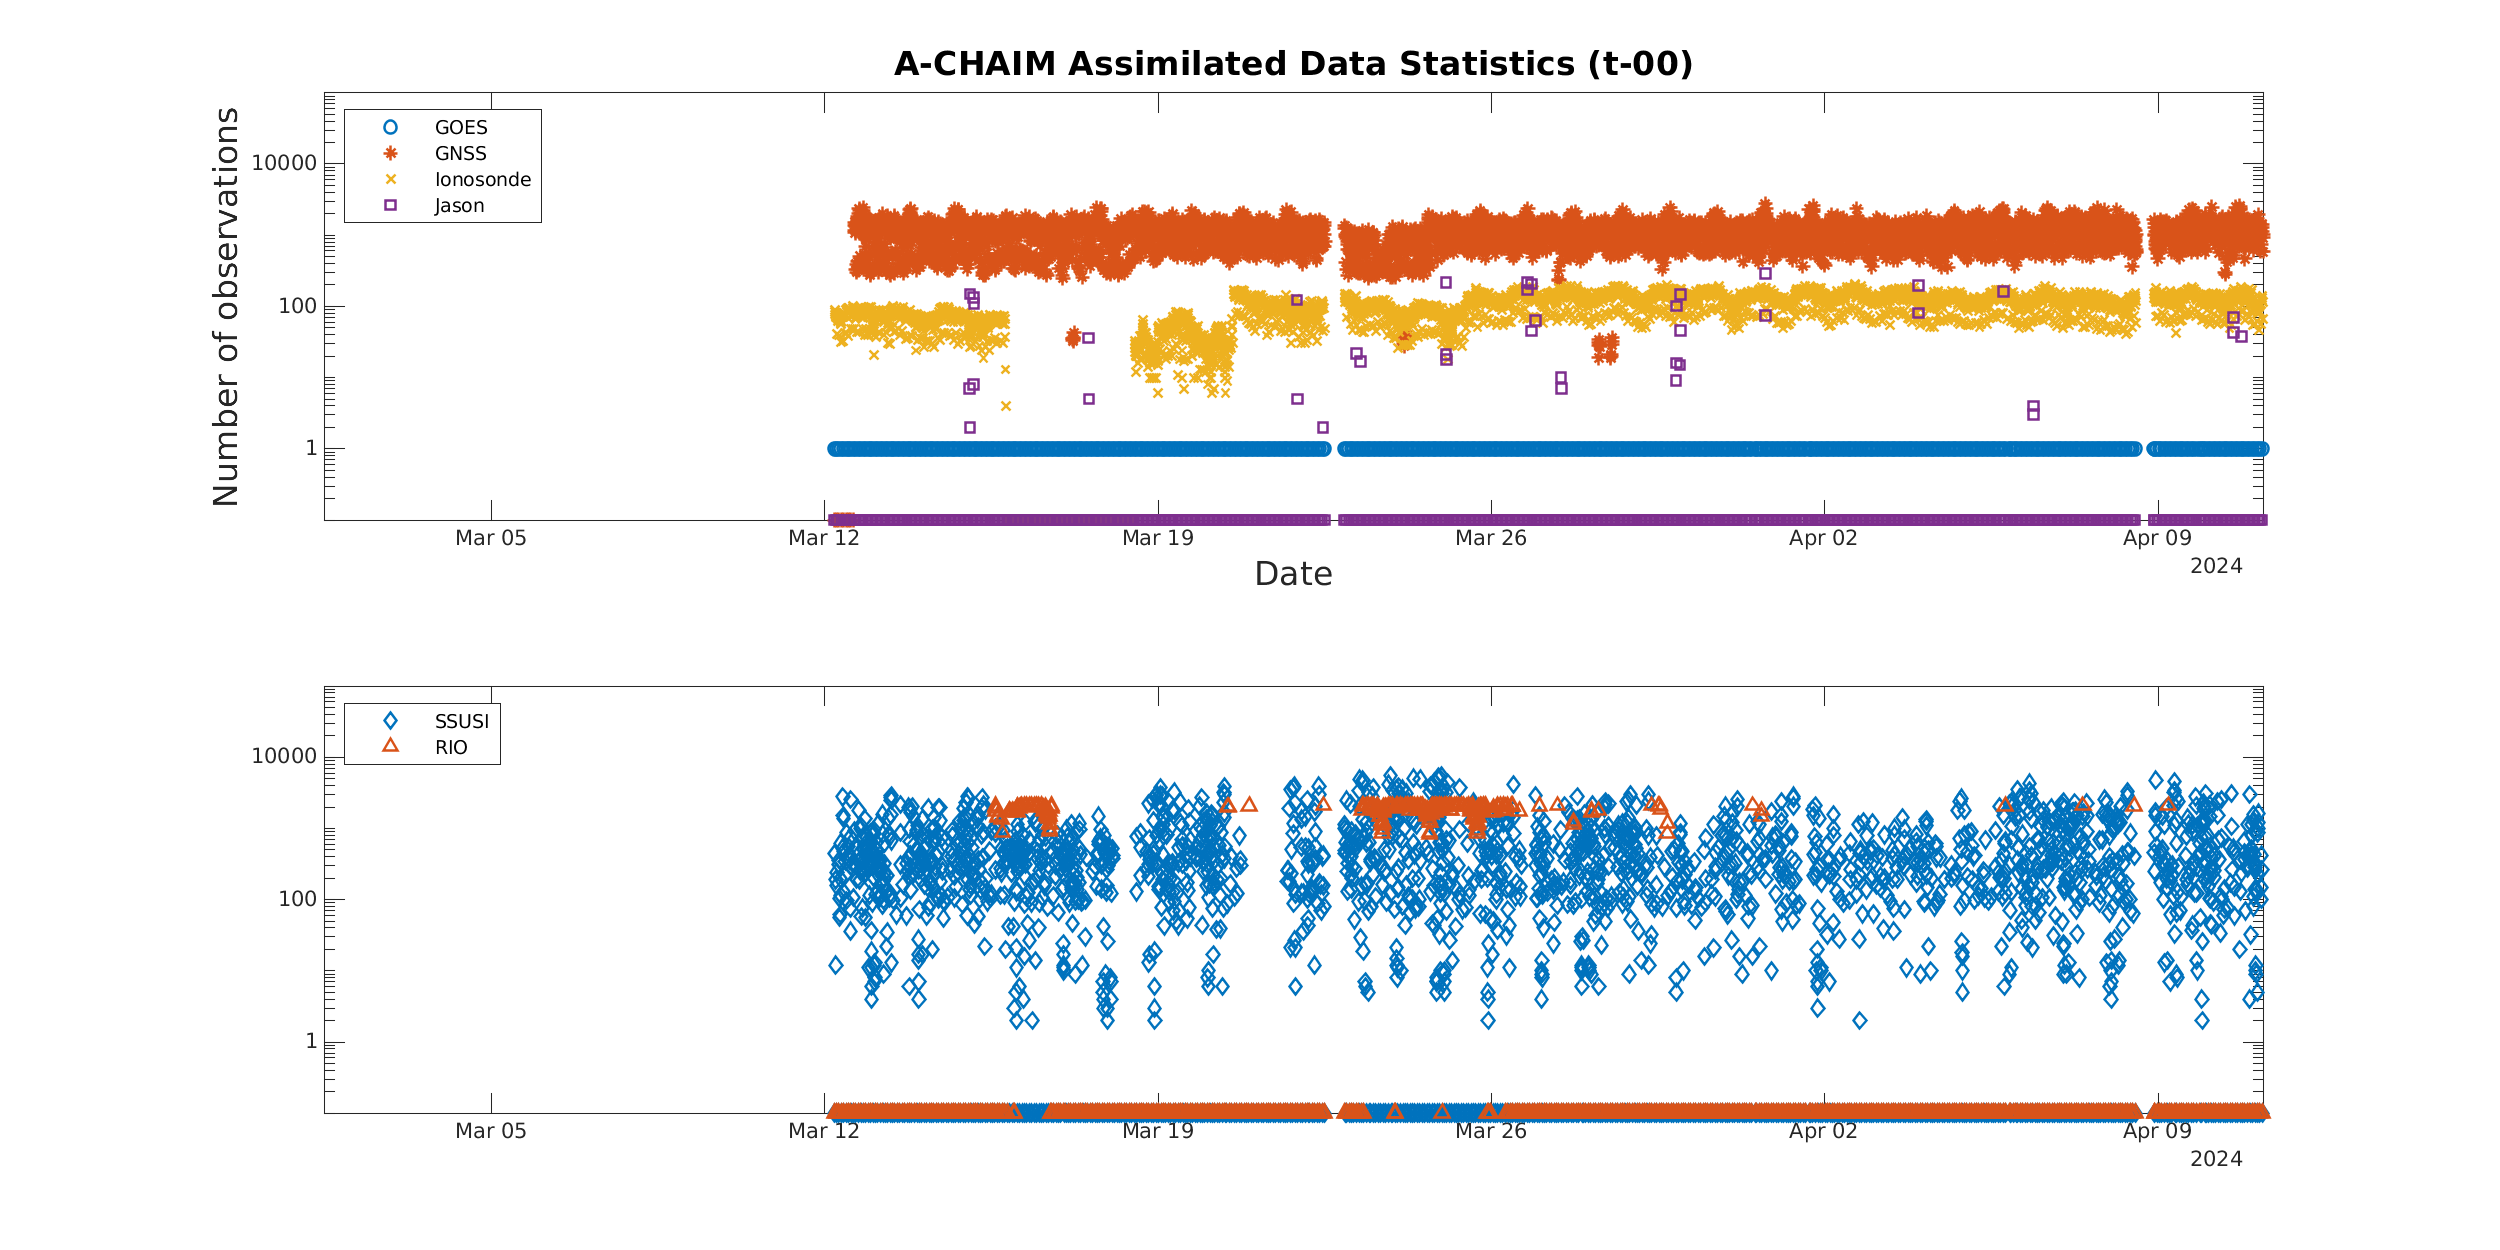 A-CHAIM Assimilated Data Statistics (t-00)
Number of observations
10000
100
1
GOES
GNSS
Ionosonde
Jason
Mar 05
Mar 12
Mar 19
Mar 26
Apr 02
Apr 09
2024
Date
10000
100
1
SSUSI
RIO
Mar 05
Mar 12
Mar 19
Mar 26
Apr 02
Apr 09
2024